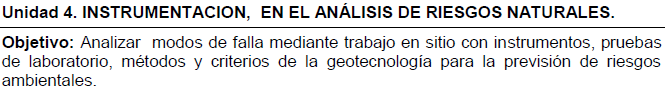 Unidad 4. INSTRUMENTACION, EN EL ANÁLISIS DE RIESGOS NATURALES.
Objetivo: Analizar modos de falla mediante trabajo en sitio con instrumentos, pruebas
de laboratorio, métodos y criterios de la geotecnología para la previsión de riesgos
ambientales.